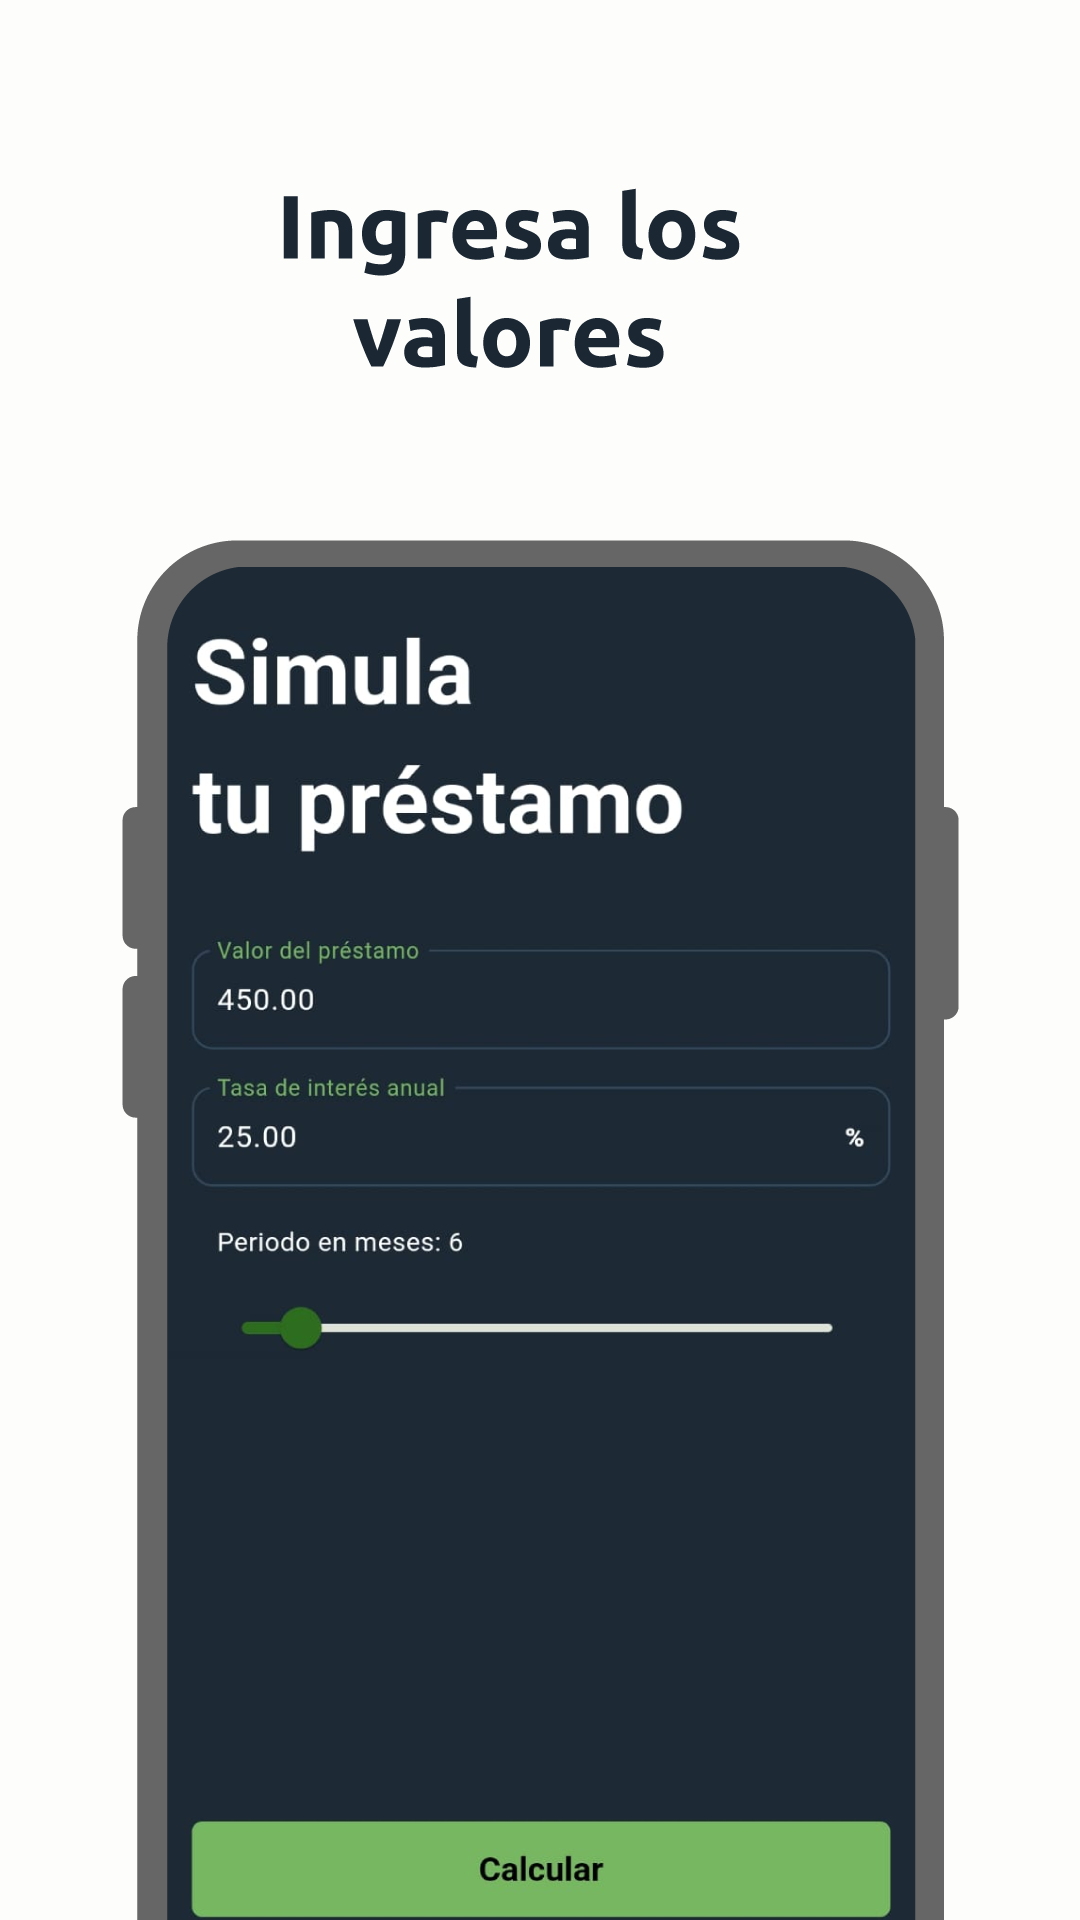 Ingresa los
valores
Simula
tu préstamo
Valor del préstamo
450.00
Tasa de interés anual
25.00 %
Periodo en meses: 6
Calcular